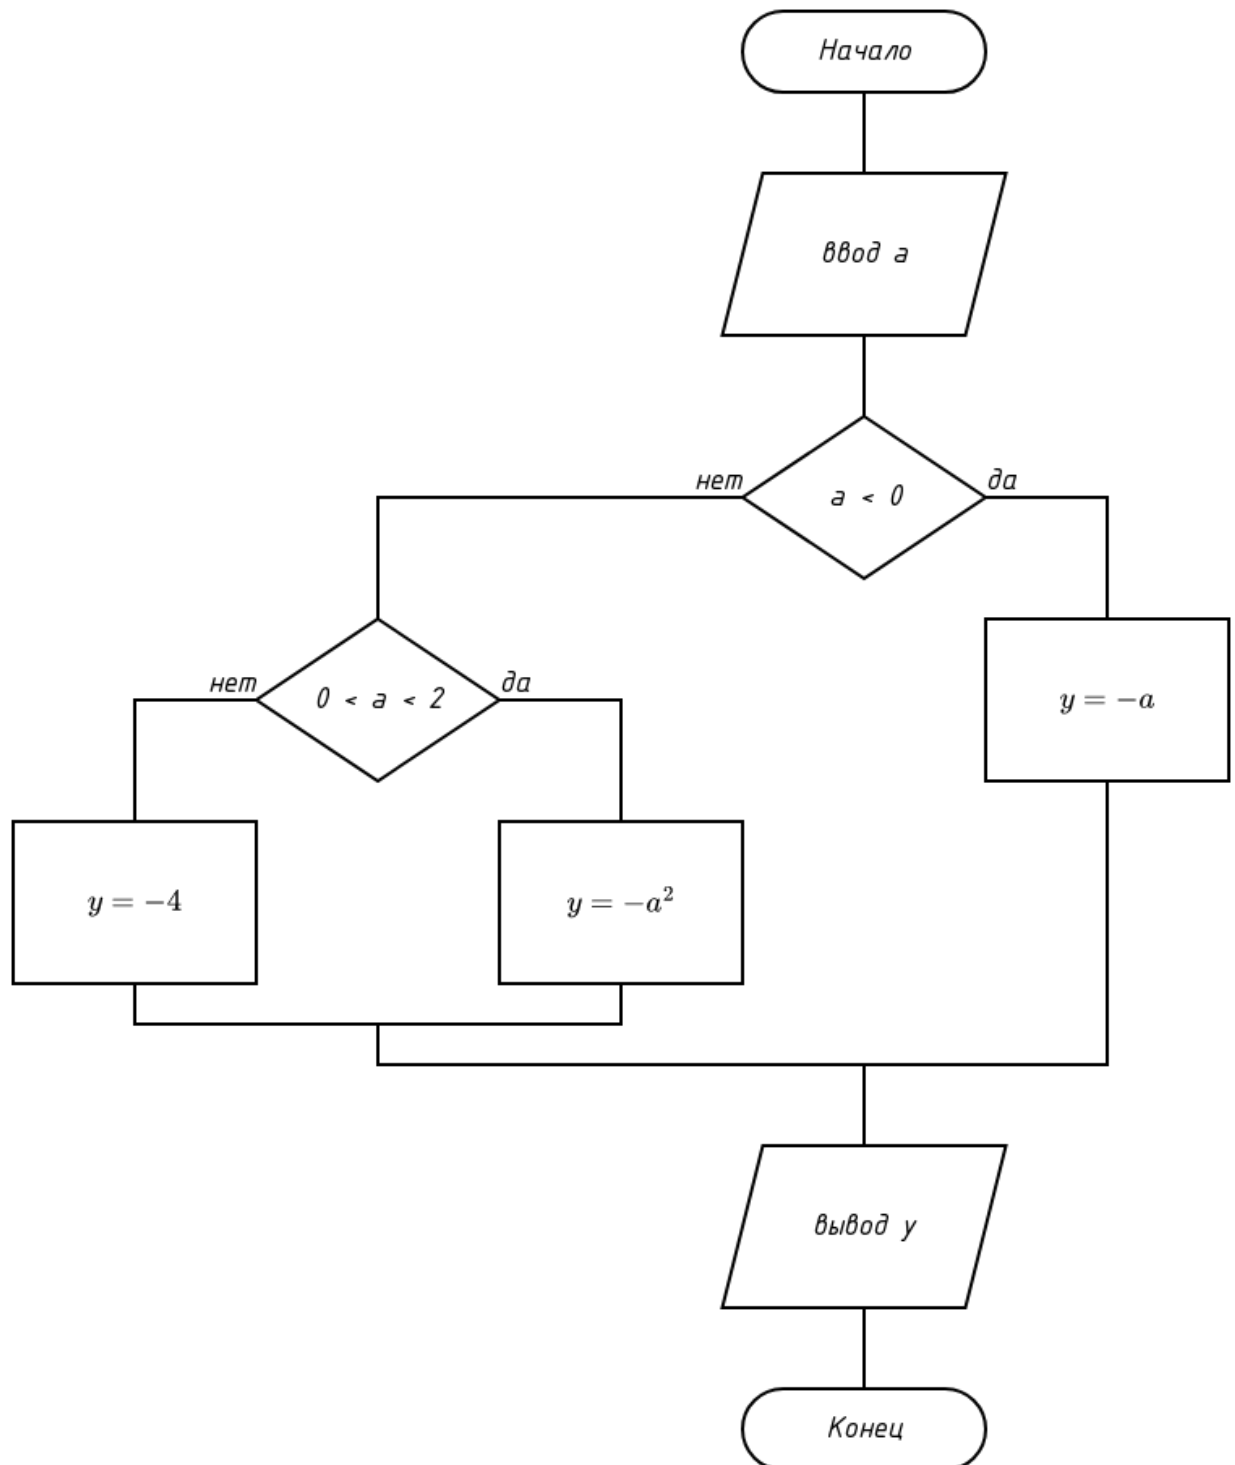 Начало
ввод a
нет
a < 0
да
нет
0 < a < 2
да
y = −a
y = −4
y = −a²
вывод y
Конец